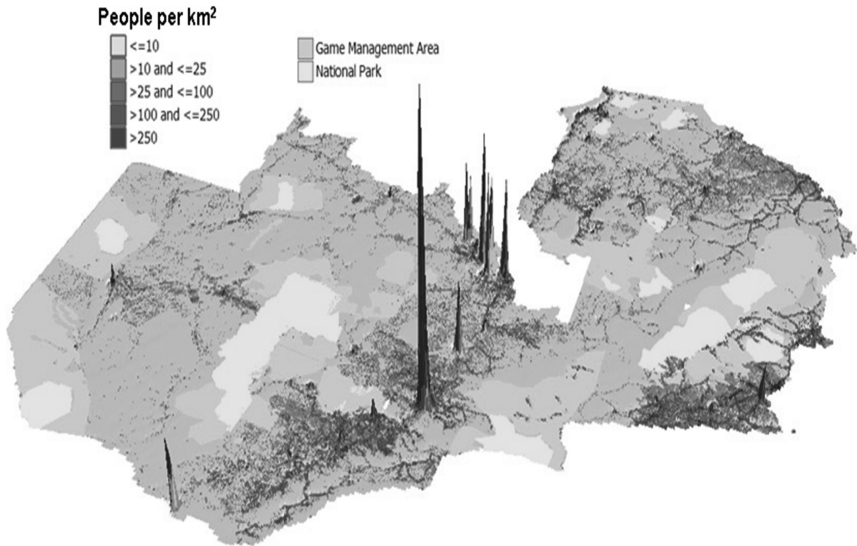 People per km²
<=10
>10 and <=25
>25 and <=100
>100 and <=250
>250
Game Management Area
National Park